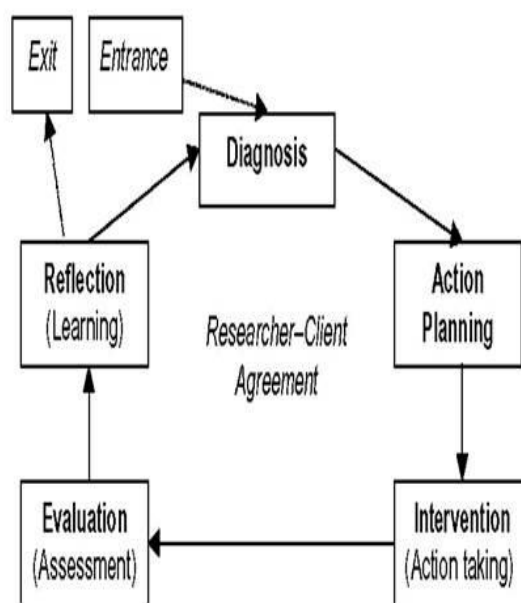 Exit
Entrance
Diagnosis
Reflection
(Learning)
Action
Planning
Researcher–Client
Agreement
Evaluation
(Assessment)
Intervention
(Action taking)